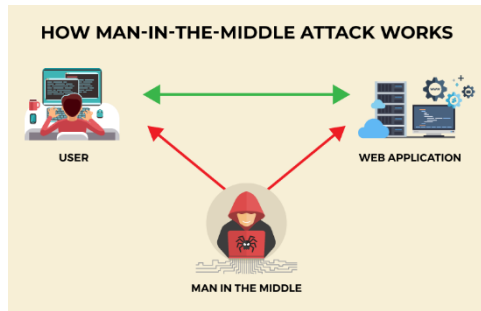 HOW MAN-IN-THE-MIDDLE ATTACK WORKS
USER
WEB APPLICATION
MAN IN THE MIDDLE